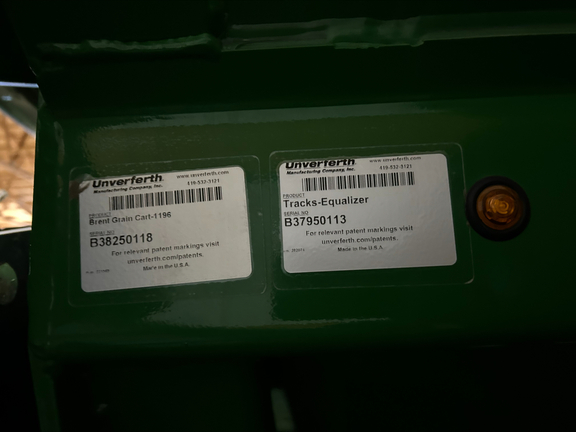 Unverferth
www.unverferth.com
Manufacturing Company, Inc.
419-532-3121
PRODUCT
Brent Grain Cart-1196
SERIAL NO
B38250118
For relevant patent markings visit
unverferth.com/patents.
Made in the U.S.A.
Unverferth
www.unverferth.com
Manufacturing Company, Inc.
419-532-3121
PRODUCT
Tracks-Equalizer
SERIAL NO
B37950113
For relevant patent markings visit
unverferth.com/patents.
Made in the U.S.A.